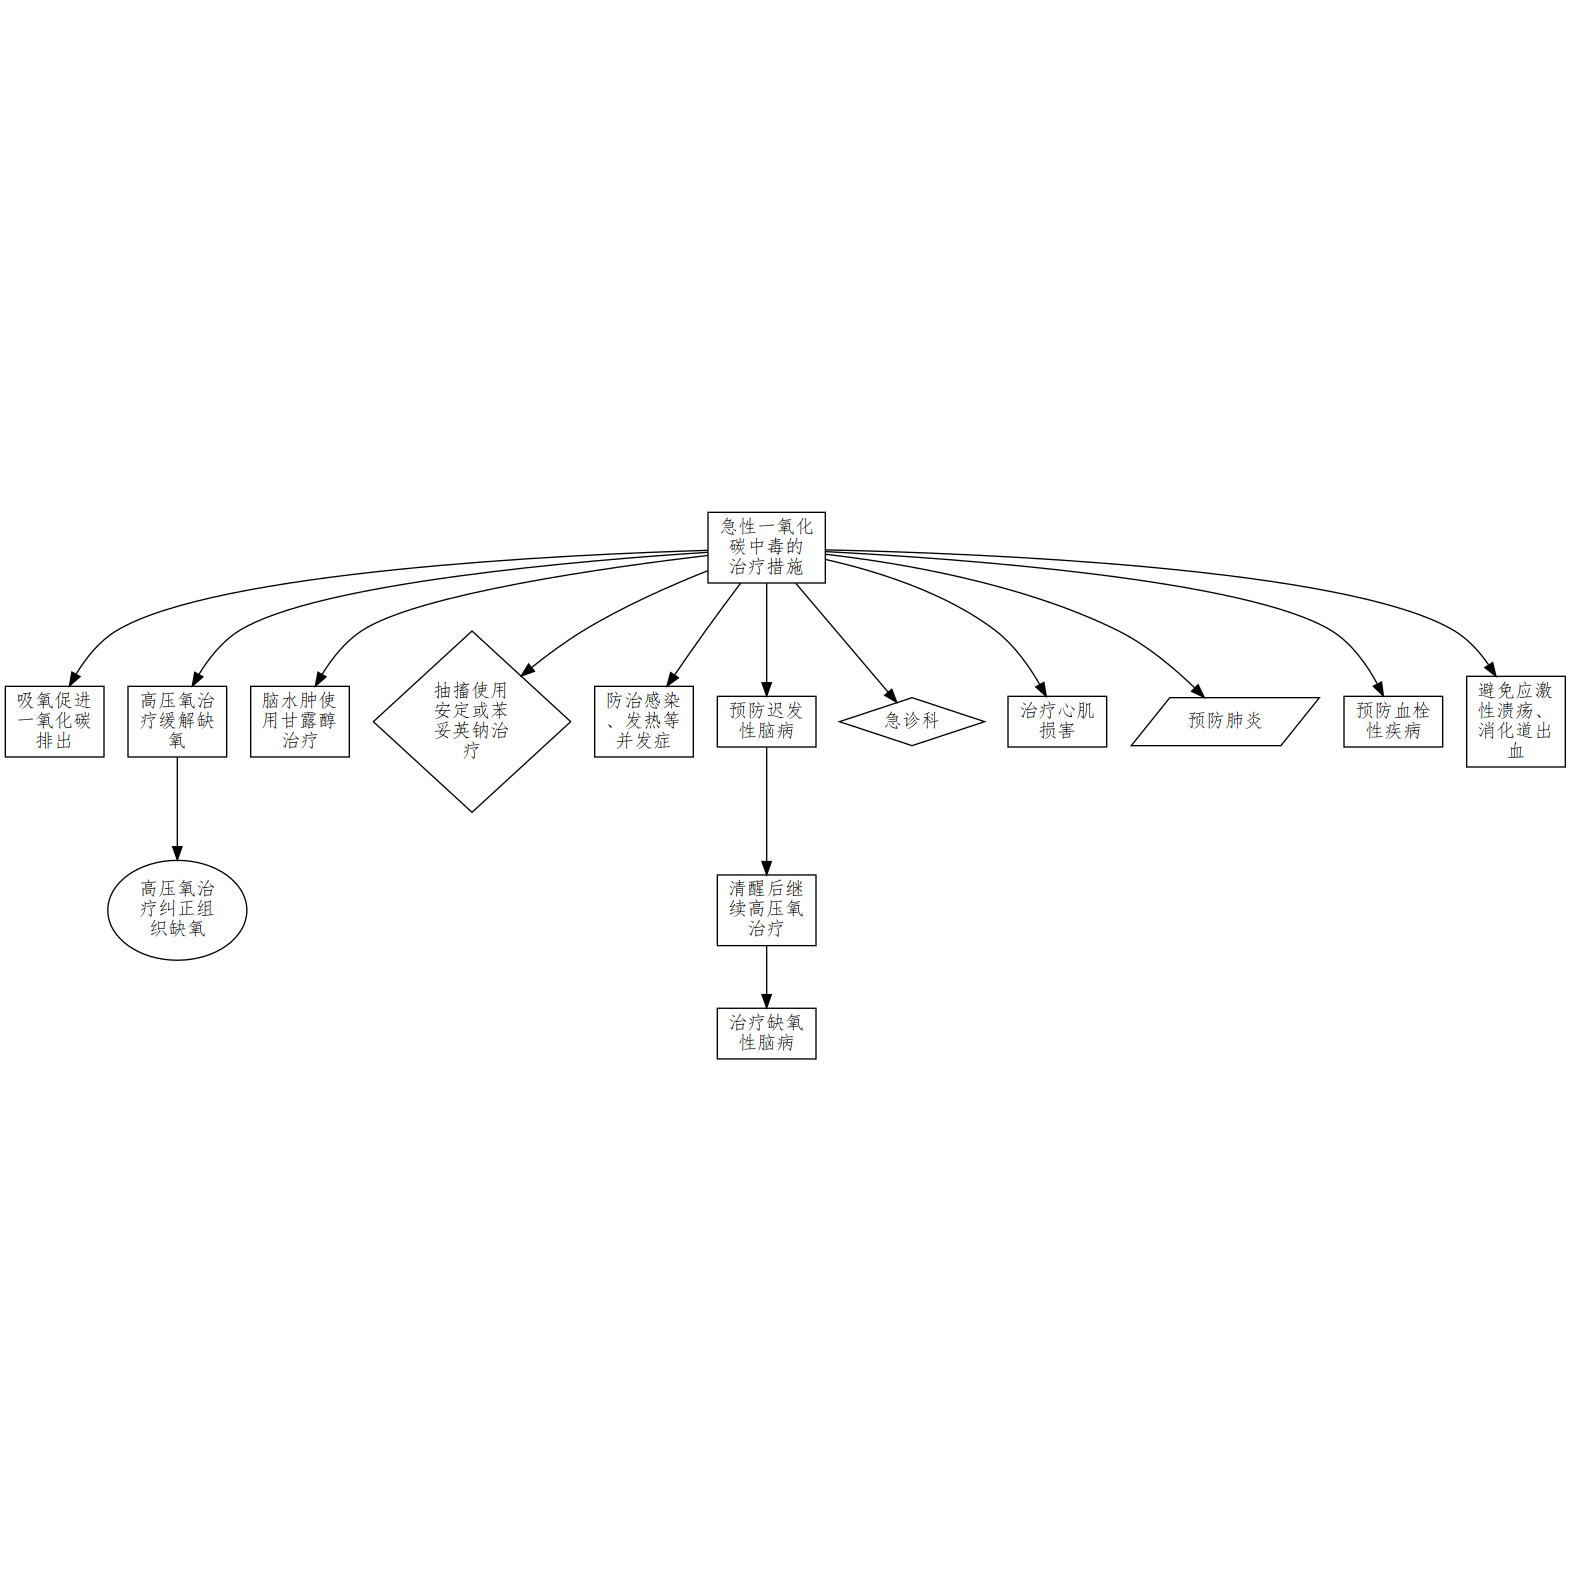 急性一氧化
碳中毒的
治疗措施
吸氧促进
一氧化碳
排出
高压氧治
疗缓解缺
氧
脑水肿使
用甘露醇
治疗
抽搐使用
安定或苯
妥英钠治
疗
防治感染
、发热等
并发症
预防迟发
性脑病
急诊科
治疗心肌
损害
预防肺炎
预防血栓
性疾病
避免应激
性溃疡、
消化道出
血
高压氧治
疗纠正组
织缺氧
清醒后继
续高压氧
治疗
治疗缺氧
性脑病